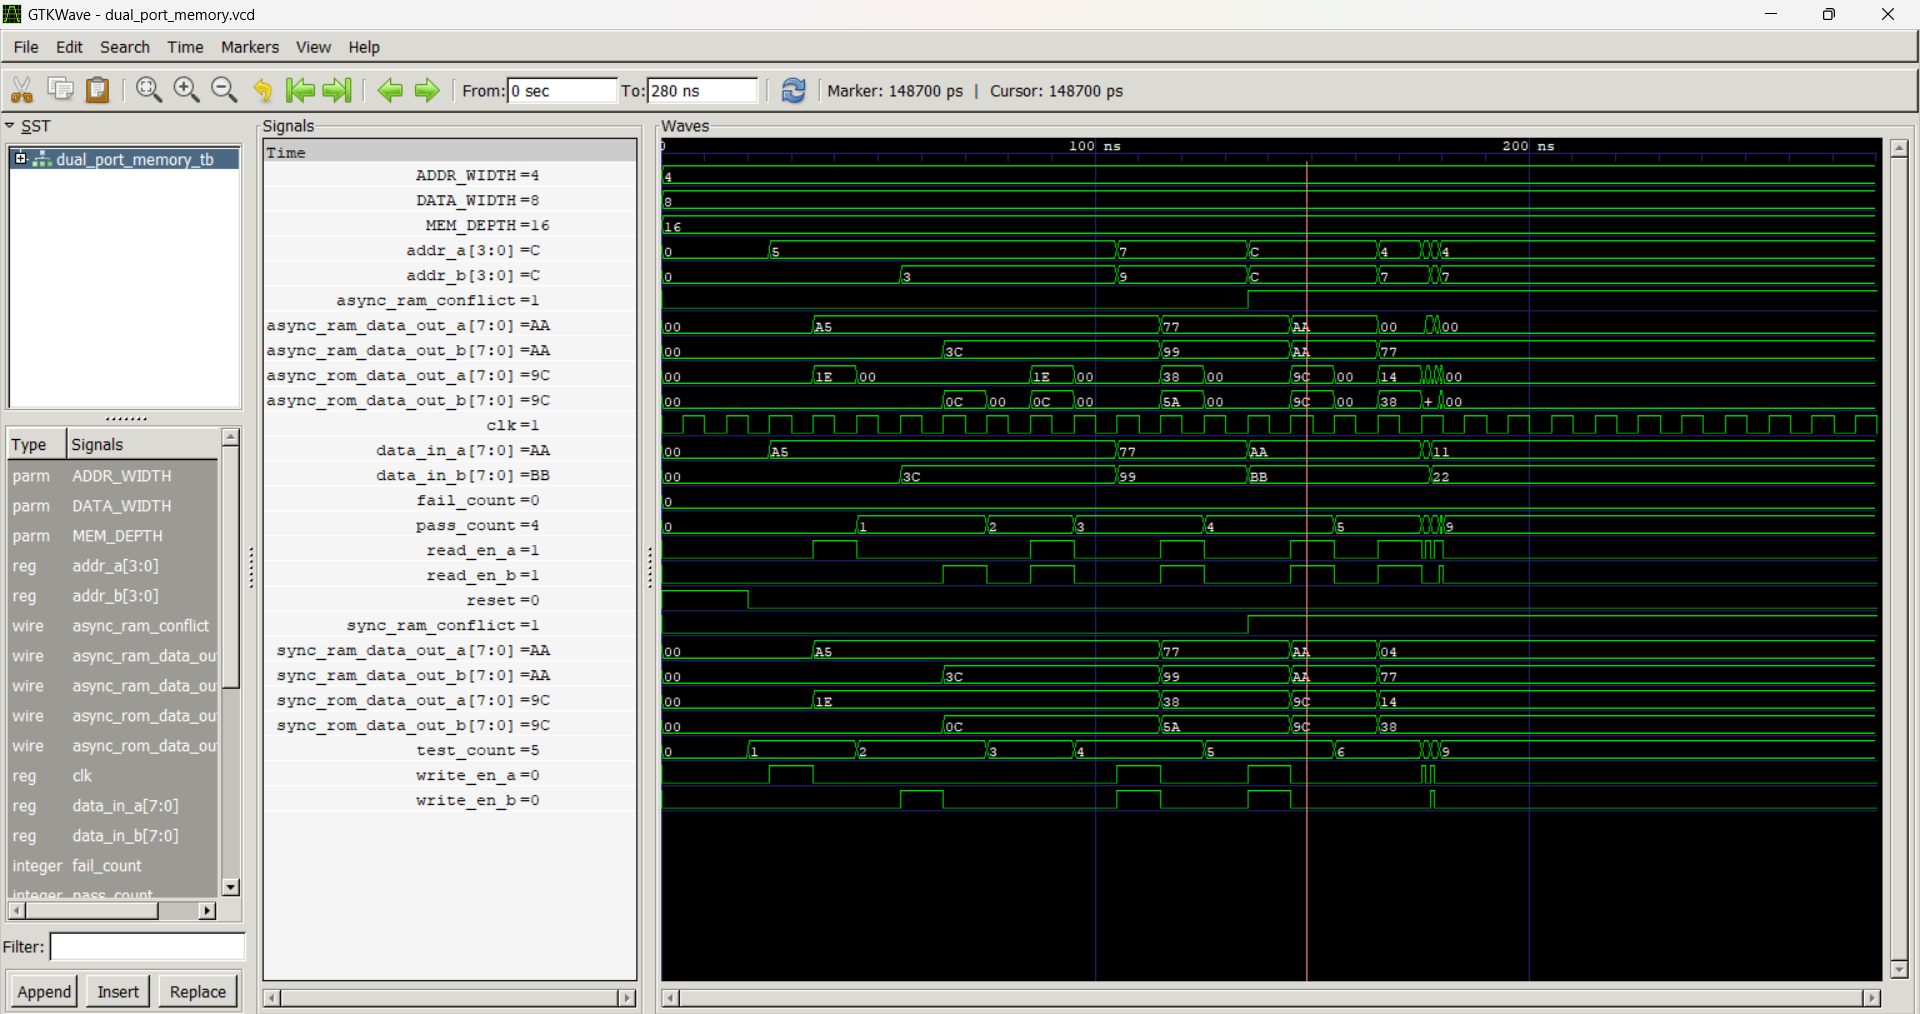 GTKWave - dual_port_memory.vcd
File Edit Search Time Markers View Help
From: 0 sec To: 280 ns Marker: 148700 ps | Cursor: 148700 ps
SST
dual_port_memory_tb
Type Signals
parm ADDR_WIDTH
parm DATA_WIDTH
parm MEM_DEPTH
reg addr_a[3:0]
reg addr_b[3:0]
wire async_ram_conflict
wire async_ram_data_ou
wire async_ram_data_ou
wire async_rom_data_ou
wire async_rom_data_ou
reg clk
reg data_in_a[7:0]
reg data_in_b[7:0]
integer fail_count
integer pass_count
Filter:
Append Insert Replace
Signals
Time
ADDR_WIDTH=4
DATA_WIDTH=8
MEM_DEPTH=16
addr_a[3:0]=C
addr_b[3:0]=C
async_ram_conflict=1
async_ram_data_out_a[7:0]=AA
async_ram_data_out_b[7:0]=AA
async_rom_data_out_a[7:0]=9C
async_rom_data_out_b[7:0]=9C
clk=1
data_in_a[7:0]=AA
data_in_b[7:0]=BB
fail_count=0
pass_count=4
read_en_a=1
read_en_b=1
reset=0
sync_ram_conflict=1
sync_ram_data_out_a[7:0]=AA
sync_ram_data_out_b[7:0]=AA
sync_rom_data_out_a[7:0]=9C
sync_rom_data_out_b[7:0]=9C
test_count=5
write_en_a=0
write_en_b=0
Waves
0 100 ns 200 ns
4
8
16
0 5 7 C 4 4
0 3 9 C 7 7
00 A5 77 AA 00 00
00 3C 99 AA 77
00 1E 00 1E 00 38 00 9C 00 14 00
00 0C 00 0C 00 5A 00 9C 00 38 + 00
00 A5 77 AA 11
00 3C 99 BB 22
0
0 1 2 3 4 5 9
00 A5 77 AA 04
00 3C 99 AA 77
00 1E 38 9C 14
00 0C 5A 9C 38
0 1 2 3 4 5 6 9